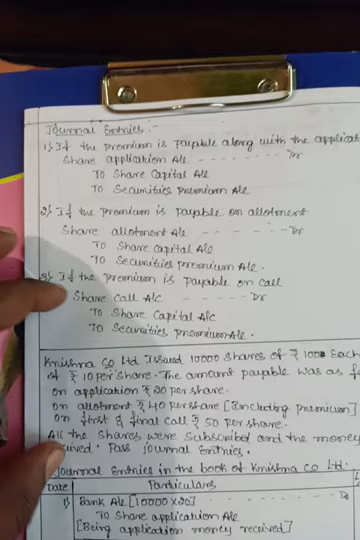 Journal Entries :-
1) If the premium is payable along with the applicat
Share application A/c - - - - - - - - Dr
To Share Capital A/c
To Securities premium A/c
2) If the premium is payable on allotment
Share allotment A/c - - - - - - - - Dr
To Share Capital A/c
To Securities premium A/c.
3) If the premium is payable on call
Share call A/c - - - - - - Dr
To Share Capital A/c
To Securities premium A/c.
Krishna Co Ltd Issued 10000 shares of ₹ 100 Each
of ₹ 10 per share. The amount payable was as f
on application ₹ 20 per share.
on allotment ₹ 40 per share [Including premium]
on first & final call ₹ 50 per share.
All the shares were Subscribed and the money
ceived. Pass journal Entries.
Journal Entries in the book of Krishna Co Ltd.
Date Particulars
1) Bank A/c [10000 x 20] - - - - - - - - Dr
To Share application A/c
[Being application money received]